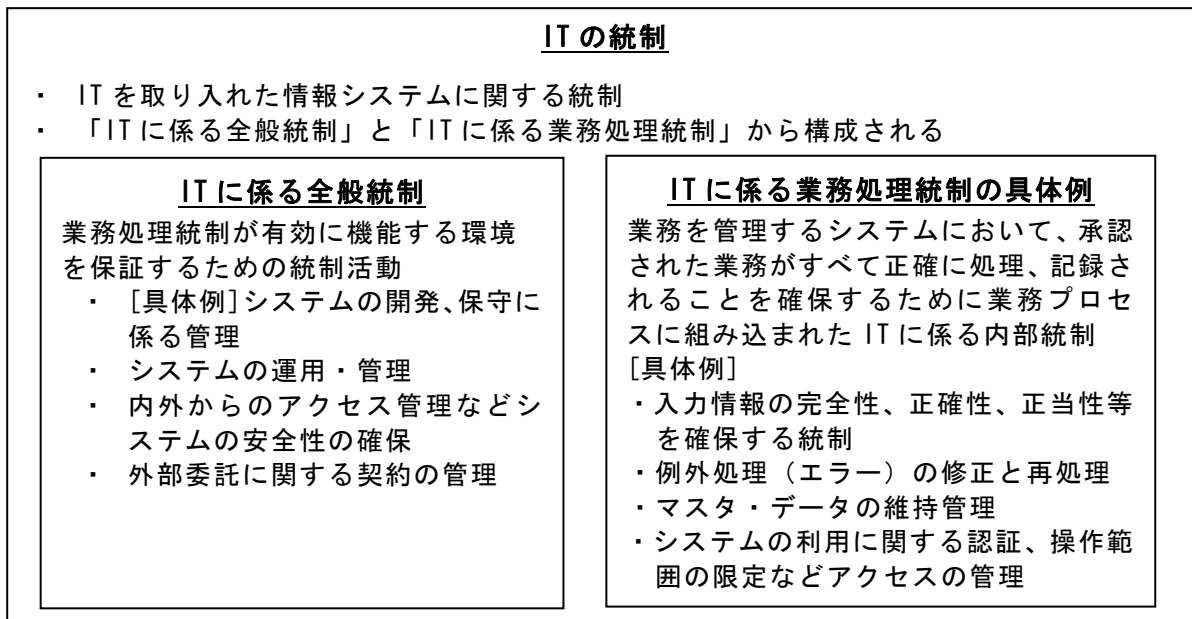 ITの統制
・ ITを取り入れた情報システムに関する統制
・ 「ITに係る全般統制」と「ITに係る業務処理統制」から構成される
ITに係る全般統制
業務処理統制が有効に機能する環境
を保証するための統制活動
・ [具体例]システムの開発、保守に
係る管理
・ システムの運用・管理
・ 内外からのアクセス管理などシ
ステムの安全性の確保
・ 外部委託に関する契約の管理
ITに係る業務処理統制の具体例
業務を管理するシステムにおいて、承認
された業務がすべて正確に処理、記録さ
れることを確保するために業務プロセ
スに組み込まれた ITに係る内部統制
[具体例]
・入力情報の完全性、正確性、正当性等
を確保する統制
・例外処理（エラー）の修正と再処理
・マスタ・データの維持管理
・システムの利用に関する認証、操作範
囲の限定などアクセスの管理